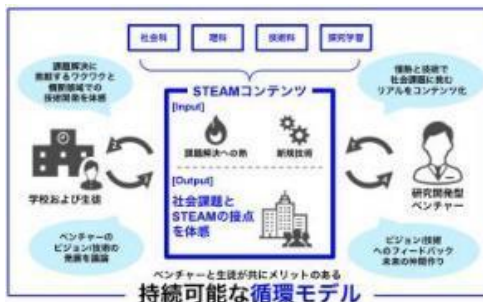 社会科
理科
技術科
探究学習
課題解決に
貢献するワクワクと
横断領域での
技術開発を体感
STEAMコンテンツ
[Input]
課題解決への熱
新規技術
[Output]
社会課題と
STEAMの接点
を体感
情熱と技術で
社会課題に挑む
リアルをコンテンツ化
学校および生徒
研究開発型
ベンチャー
ベンチャーの
ビジョン/技術の
発展を議論
ビジョン/技術
へのフィードバック
未来の仲間作り
ベンチャーと生徒が共にメリットのある
持続可能な循環モデル